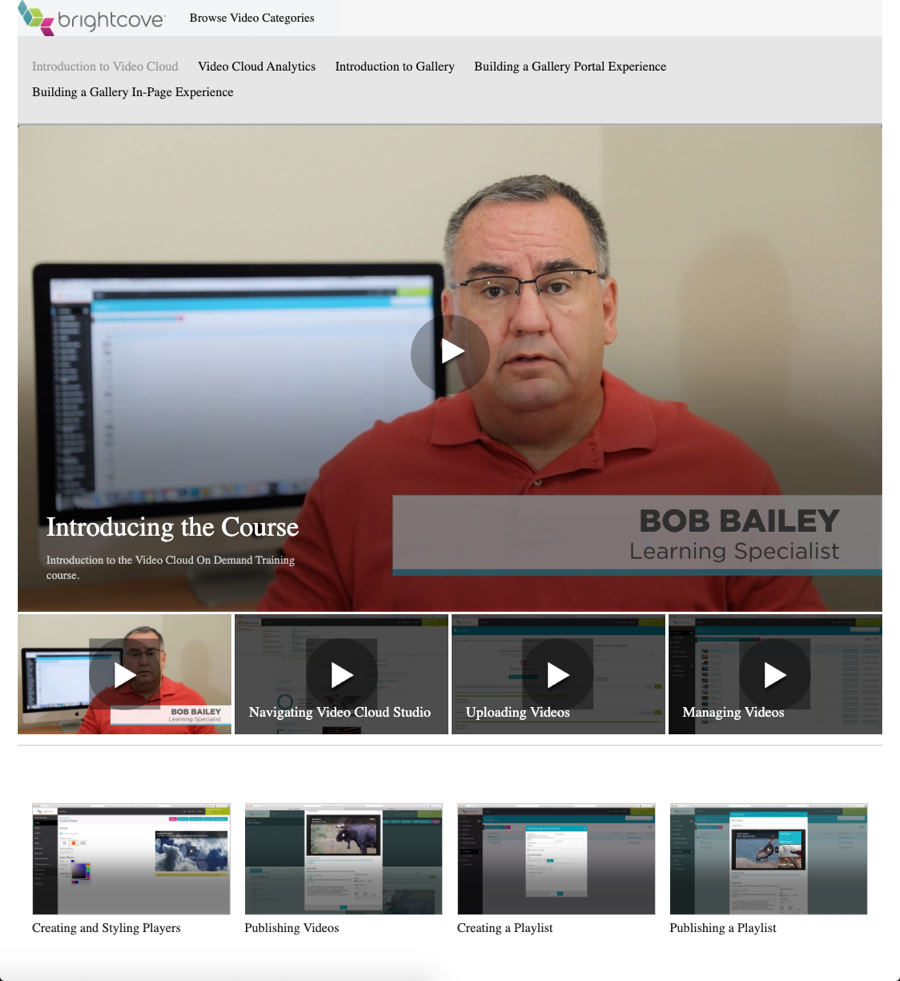 brightcove
Browse Video Categories
Introduction to Video Cloud Video Cloud Analytics Introduction to Gallery Building a Gallery Portal Experience
Building a Gallery In-Page Experience
BOB BAILEY
Learning Specialist
Introducing the Course
Introduction to the Video Cloud On Demand Training
course.
BOB BAILEY
Learning Specialist
Navigating Video Cloud Studio
Uploading Videos
Managing Videos
Creating and Styling Players
Publishing Videos
Creating a Playlist
Publishing a Playlist